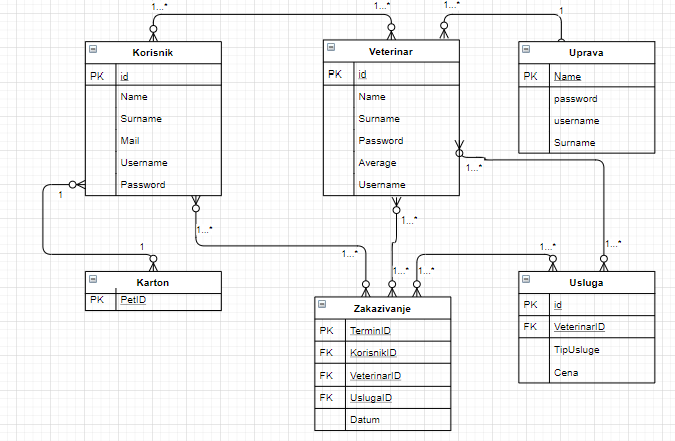 1...*
1...*
1...*
1
Korisnik
PK id
Name
Surname
Mail
Username
Password
Veterinar
PK id
Name
Surname
Password
Average
Username
Uprava
PK Name
password
username
Surname
1
1...*
1...*
1...*
1...*
1
1...*
1...*
1...*
1...*
Karton
PK PetID
Zakazivanje
PK TerminID
FK KorisnikID
FK VeterinarID
FK UslugaID
Datum
Usluga
PK id
FK VeterinarID
TipUsluge
Cena